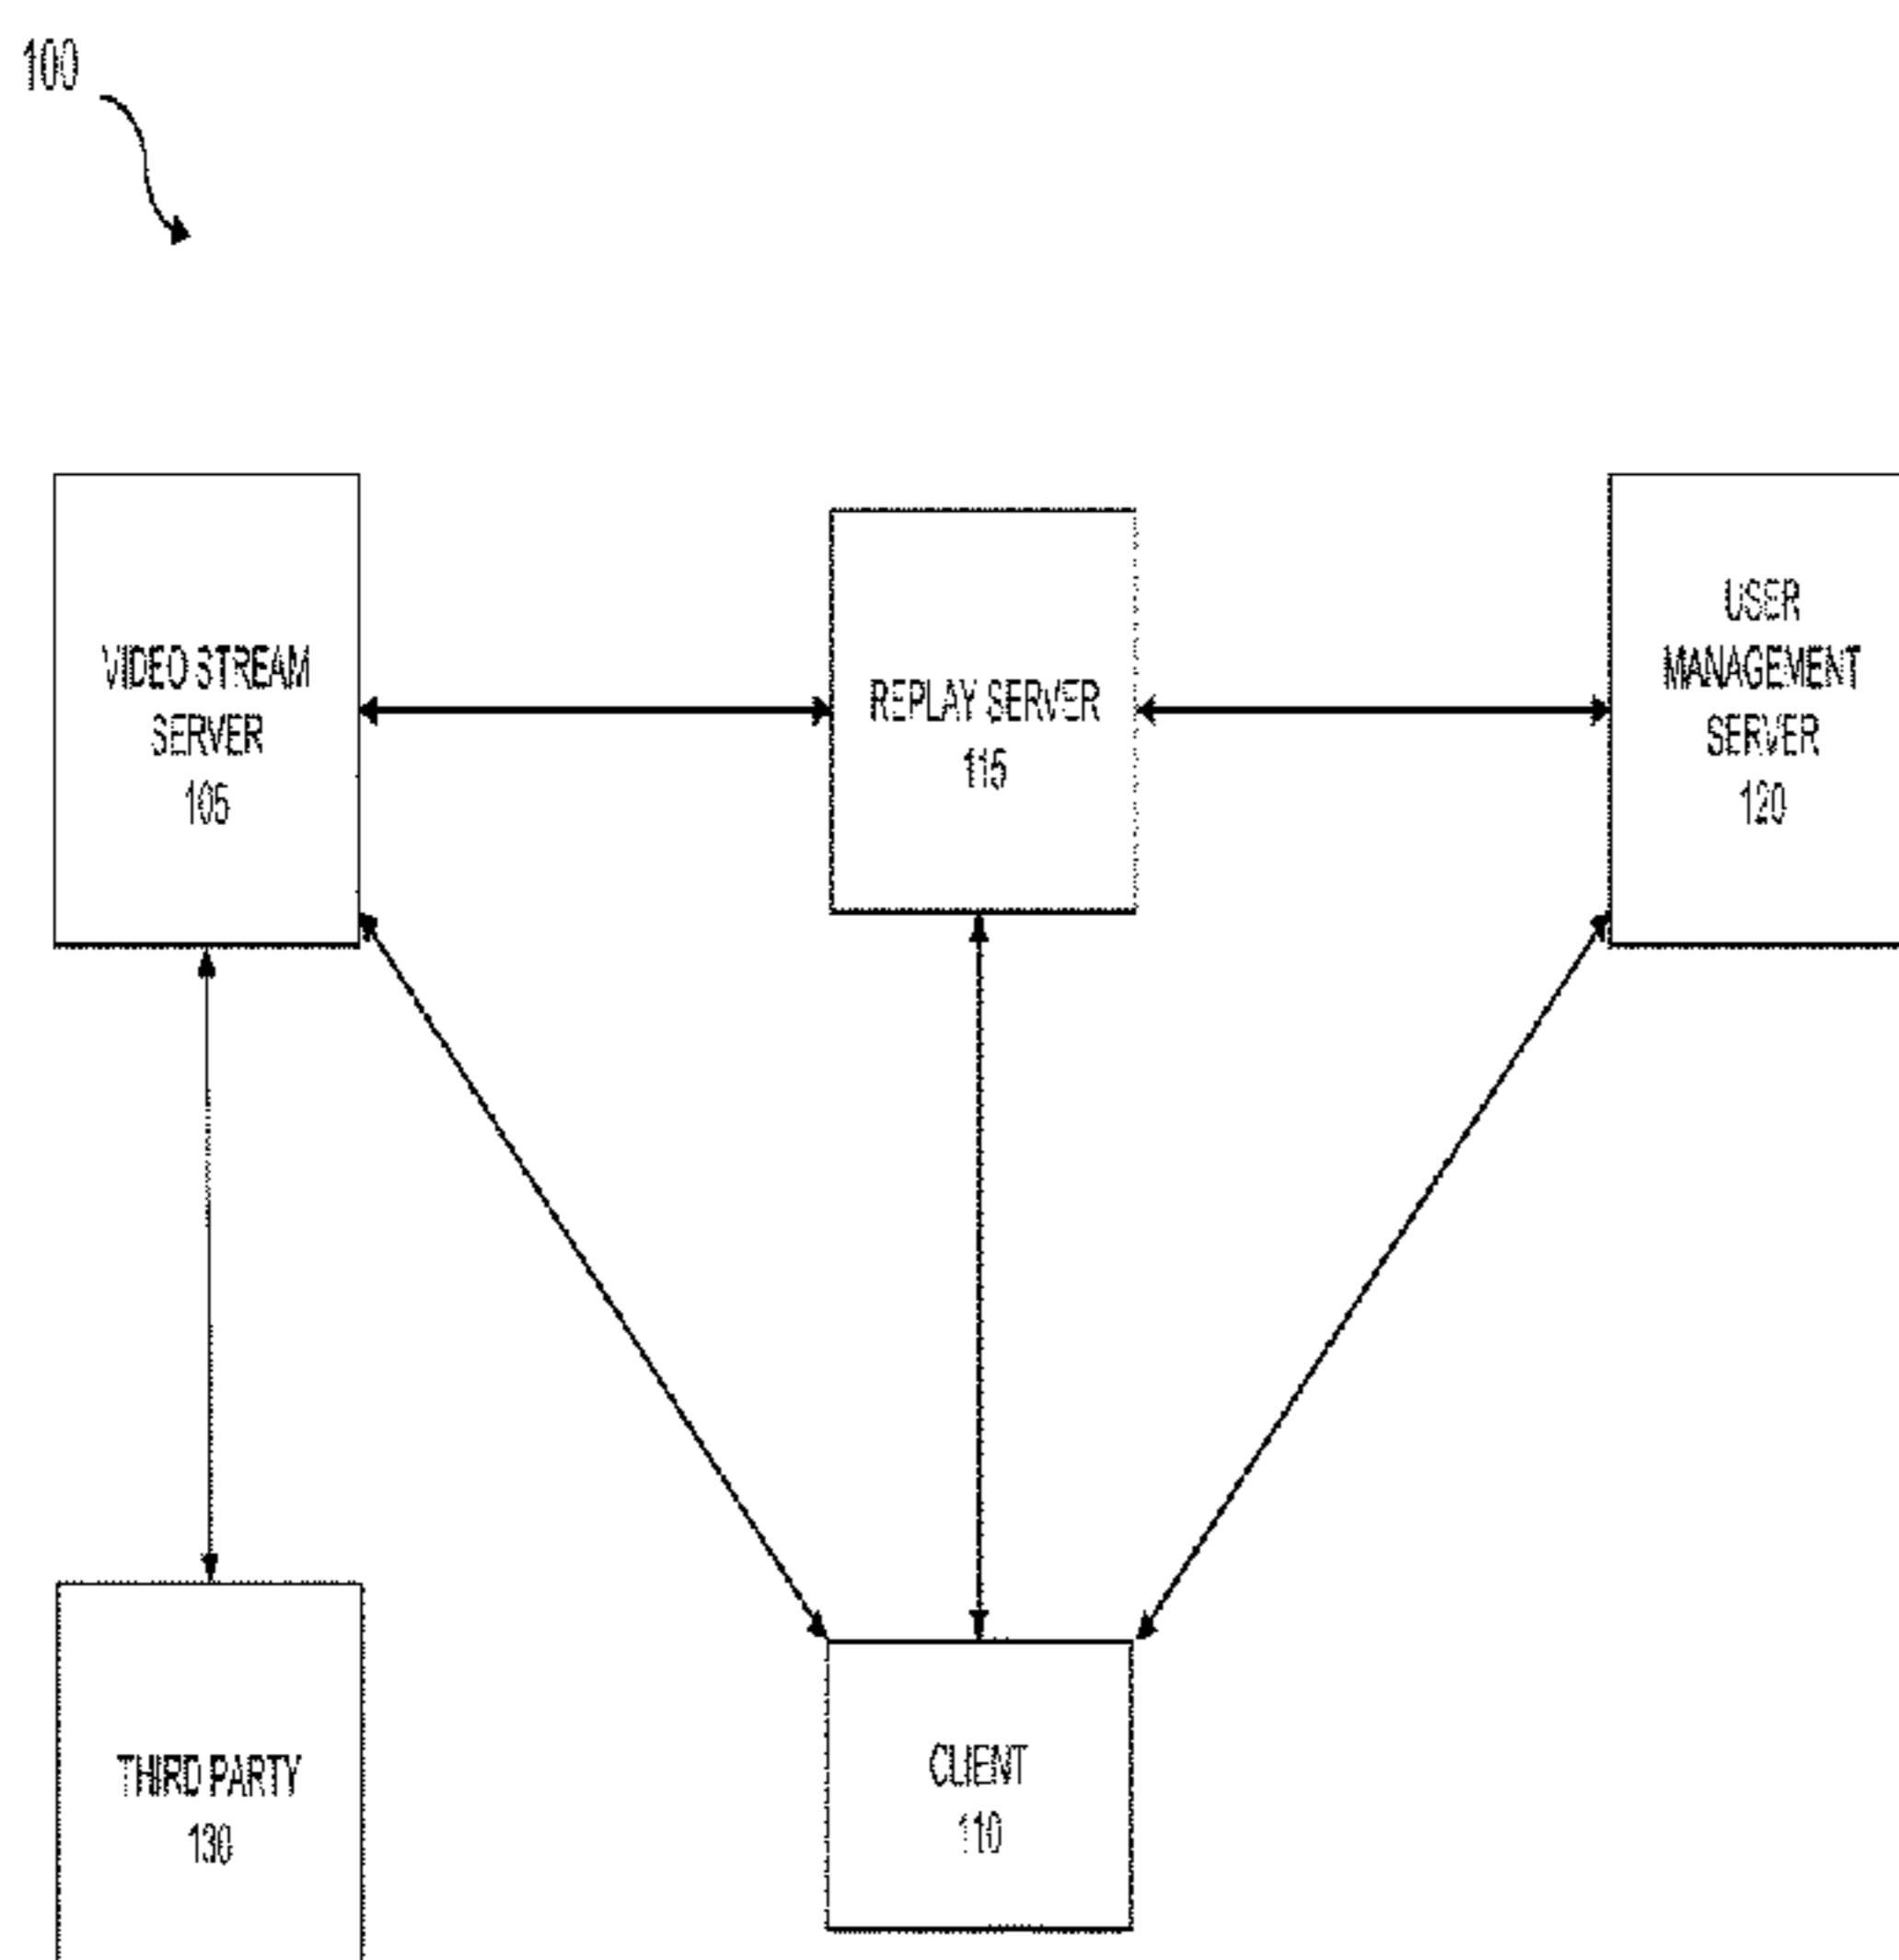 100
VIDEO STREAM
SERVER
105
REPLAY SERVER
115
USER
MANAGEMENT
SERVER
120
THIRD PARTY
130
CLIENT
110